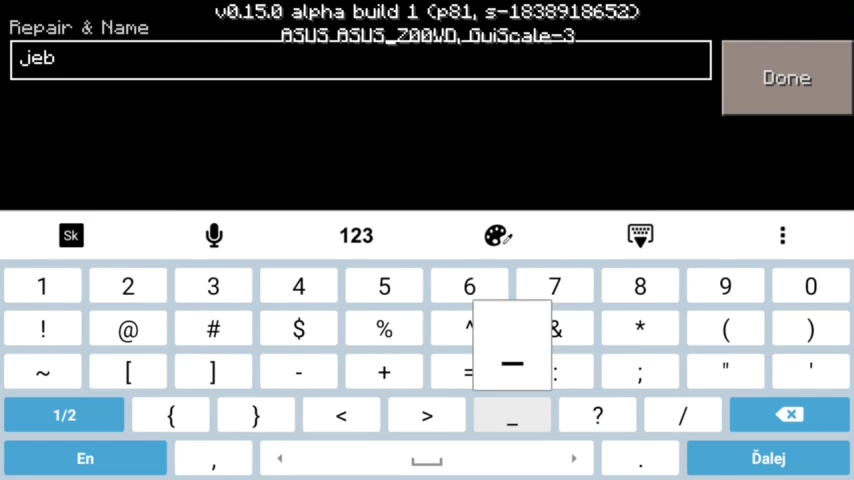 v0.15.0 alpha build 1 (p81, s-1838918652)
Repair & Name
ASUS ASUS_Z00VD, GuiScale-3
jeb
Done
Sk
123
1 2 3 4 5 6 7 8 9 0
! @ # $ % ^ & * ( )
~ [ ] - + = _ : ; " '
1/2 { } < > _ ? /
En , . Ďalej